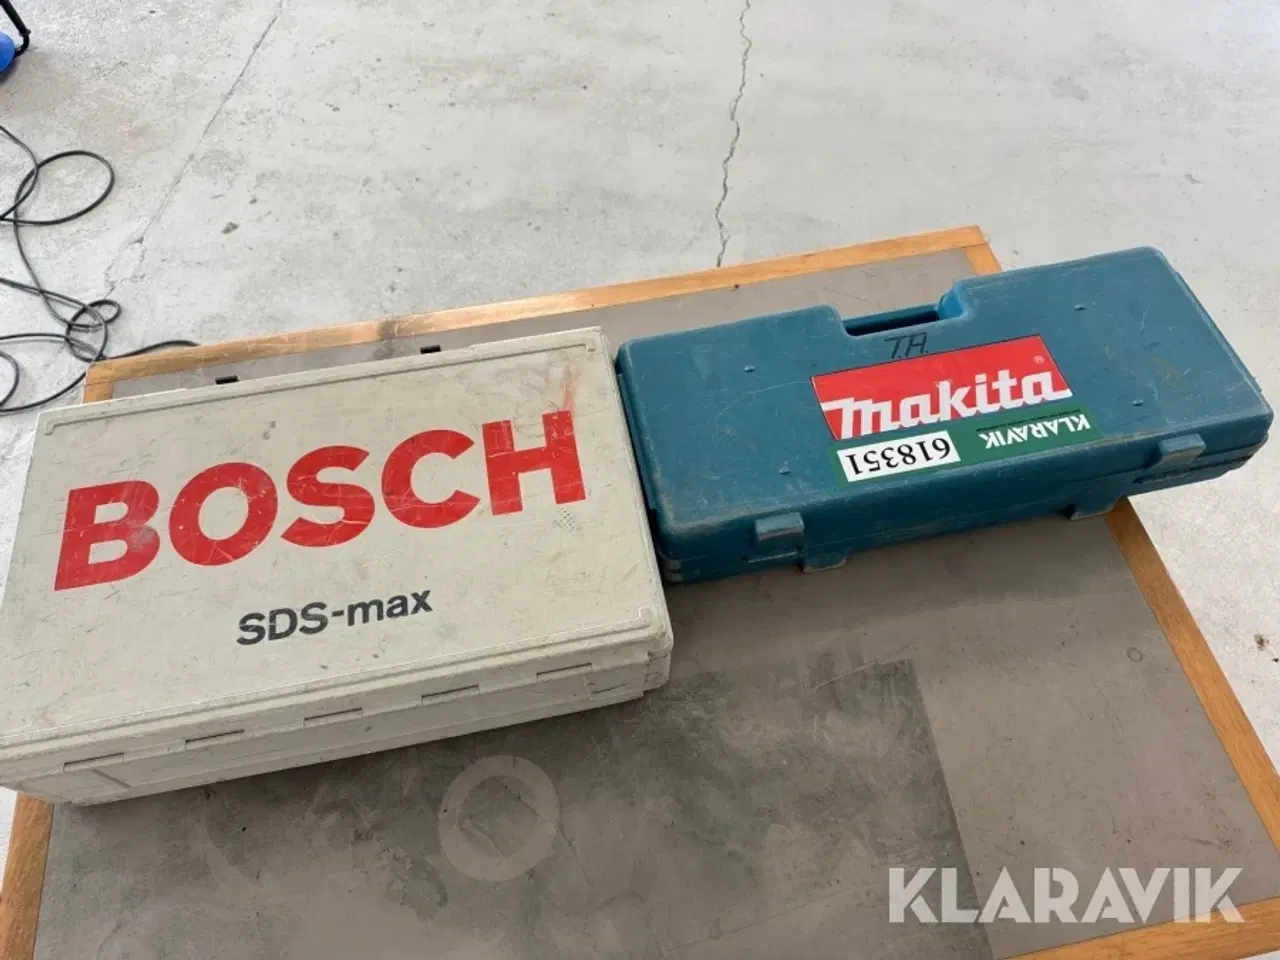 BOSCH
SDS-max
T.A.
makita®
KLARAVIK
618351
KLARAVIK